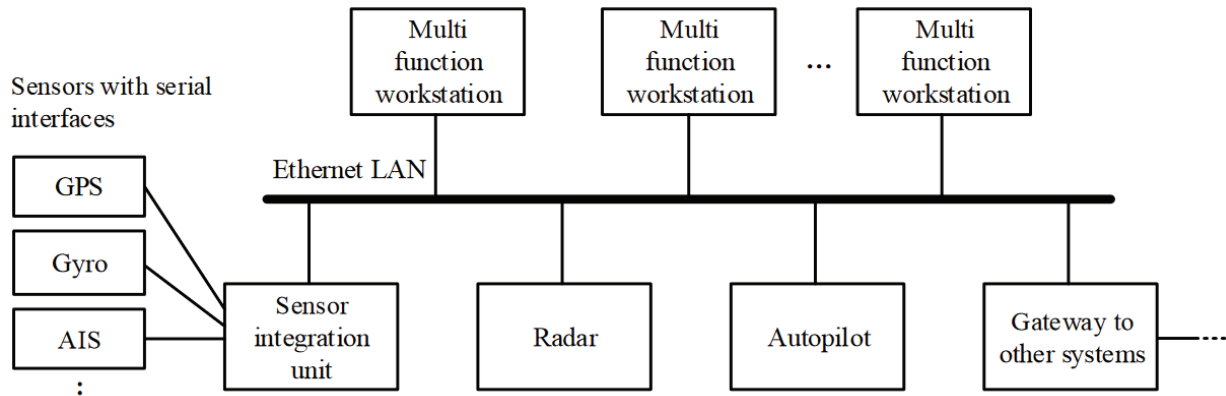 Multi
function
workstation
Multi
function
workstation
...
Multi
function
workstation
Sensors with serial
interfaces
Ethernet LAN
GPS
Gyro
AIS
:
Sensor
integration
unit
Radar
Autopilot
Gateway to
other systems